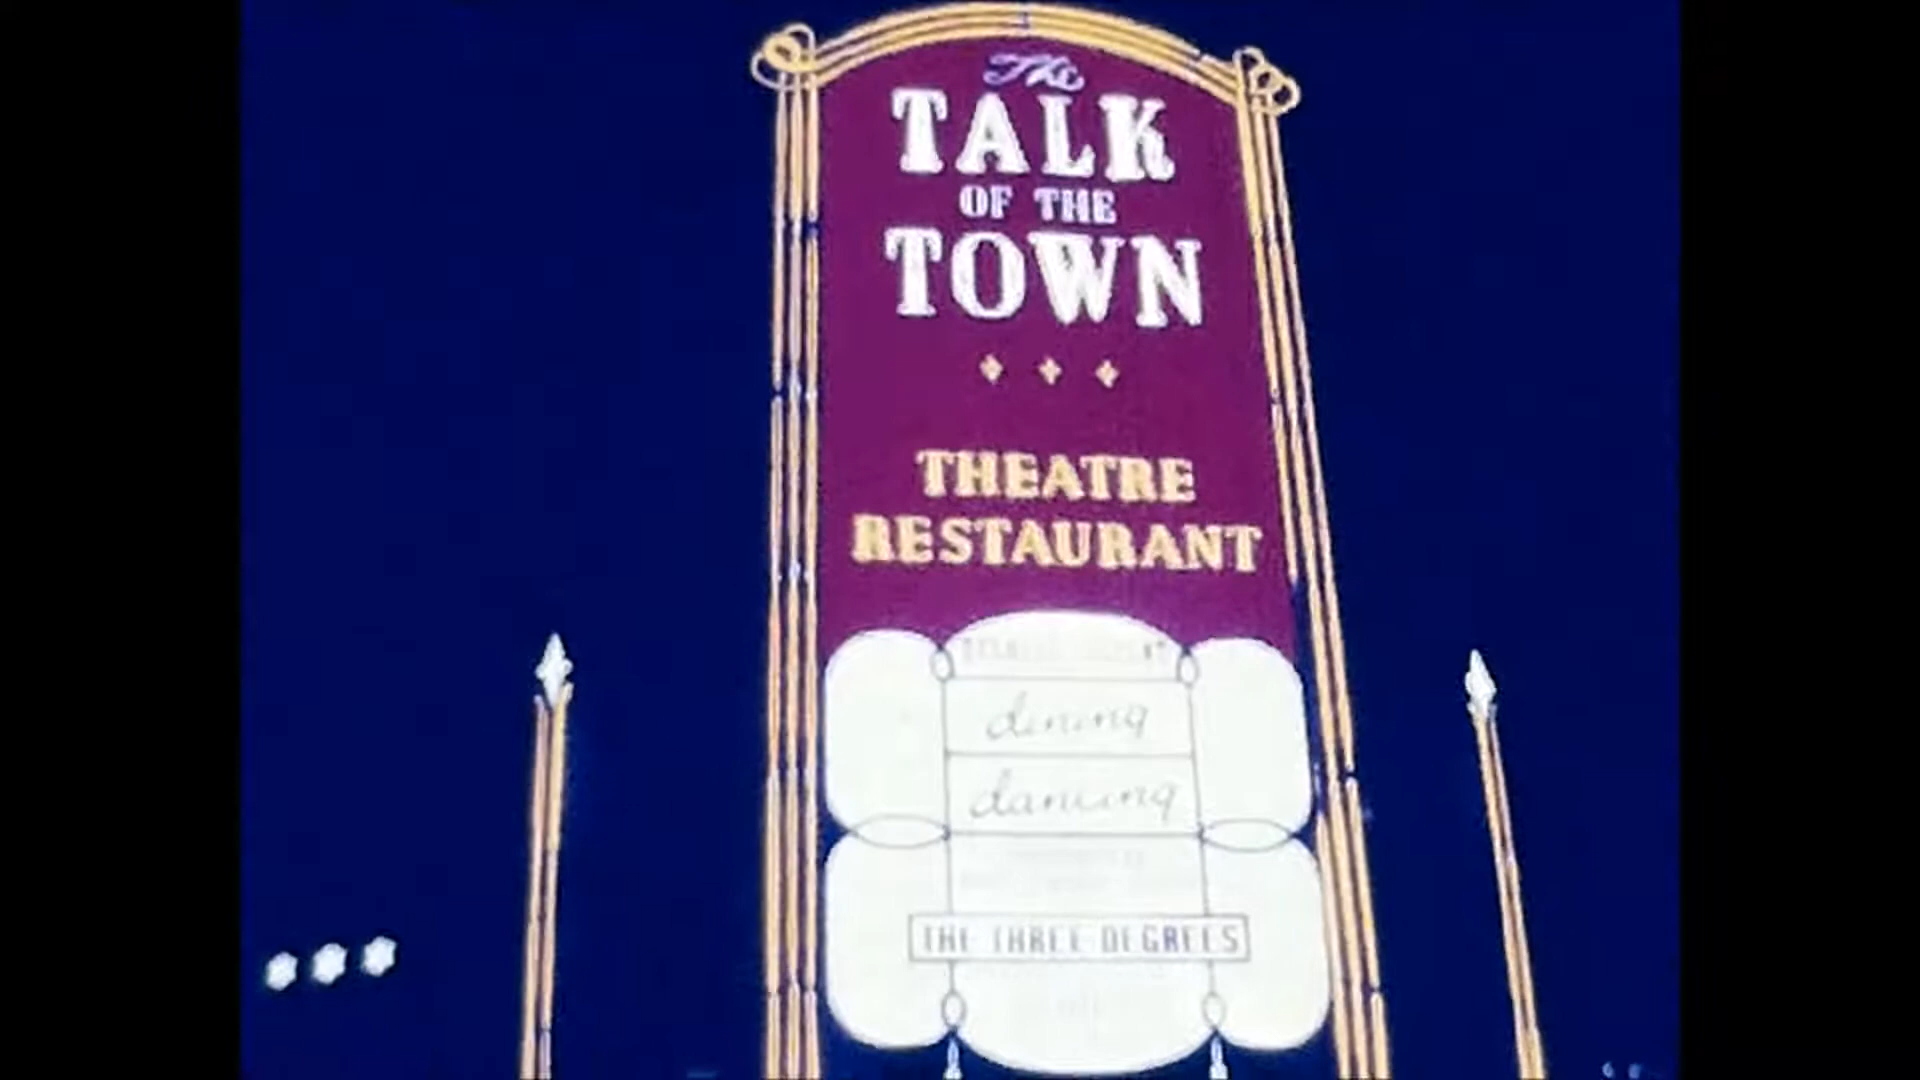 The
TALK
OF THE
TOWN
THEATRE
RESTAURANT
dining
dancing
THE THREE DEGREES